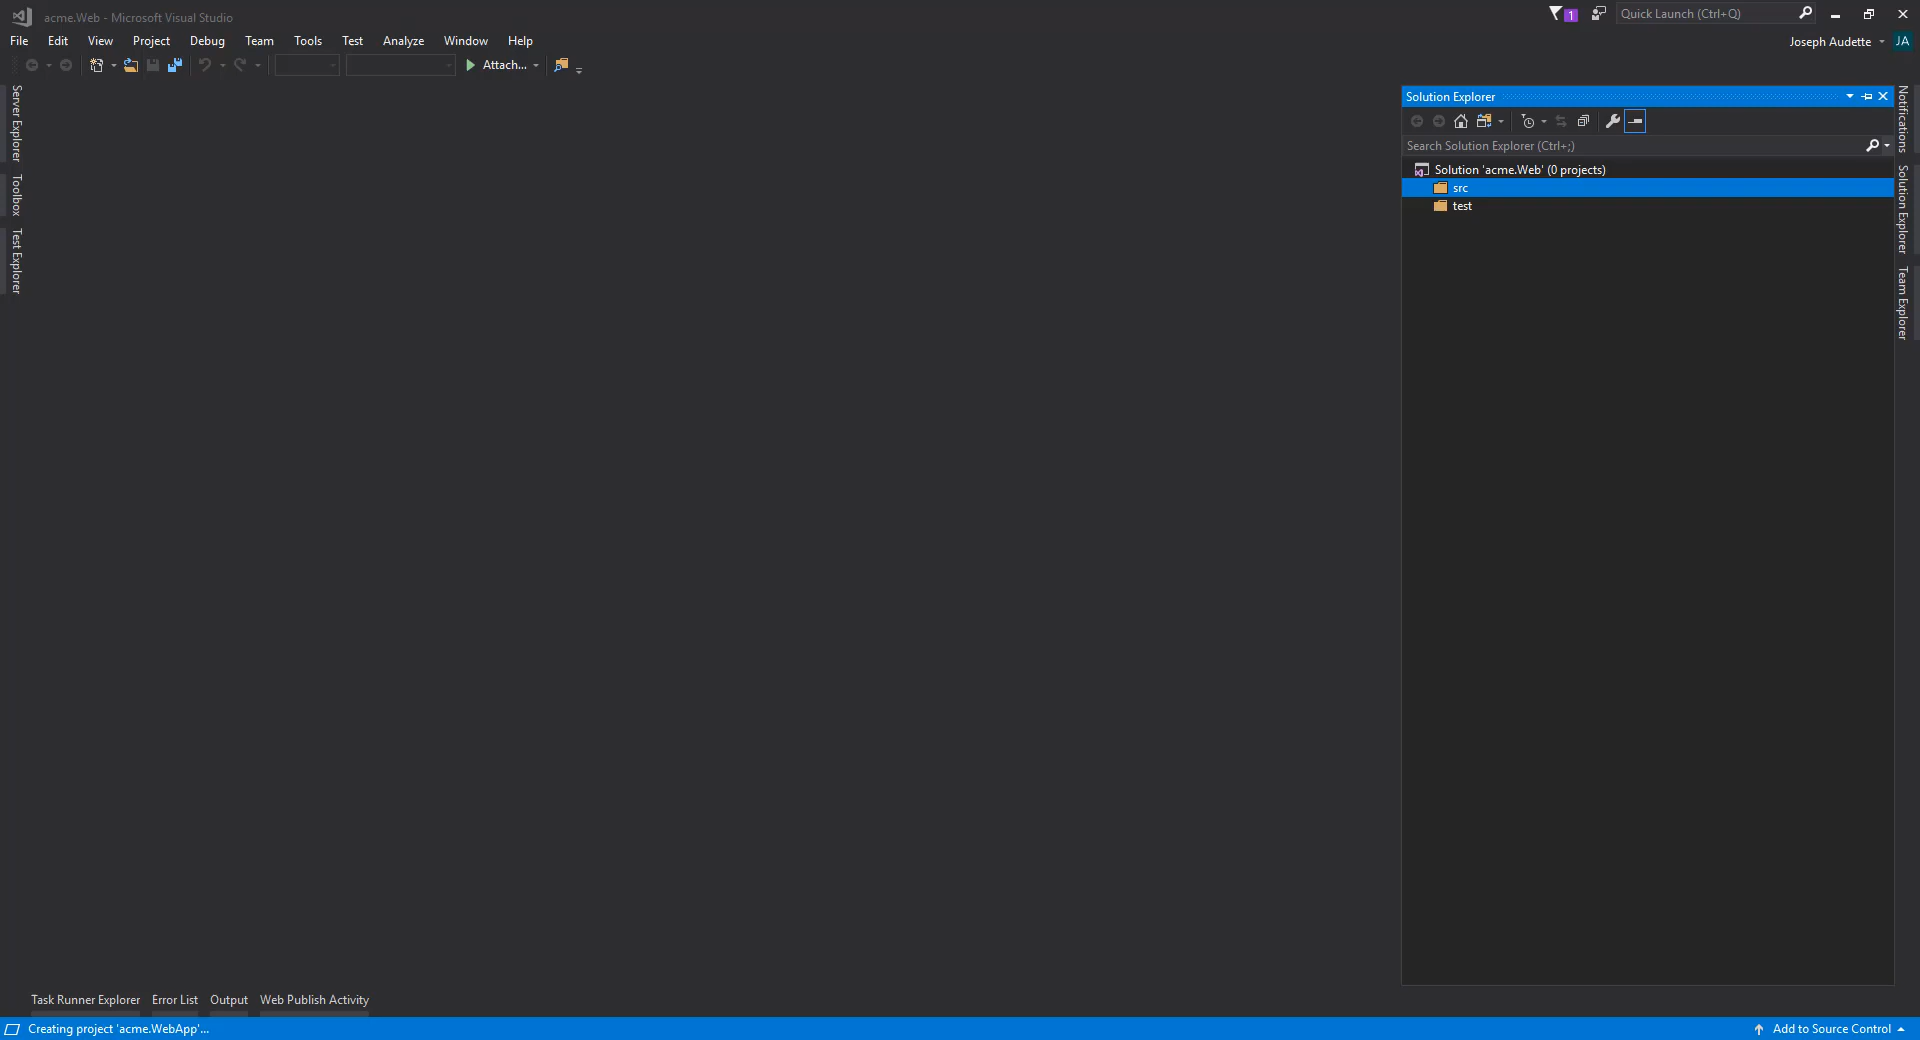 acme.Web - Microsoft Visual Studio
1
Quick Launch (Ctrl+Q)
File Edit View Project Debug Team Tools Test Analyze Window Help
Joseph Audette JA
Attach...
Server Explorer
Toolbox
Test Explorer
Solution Explorer
Search Solution Explorer (Ctrl+;)
Solution 'acme.Web' (0 projects)
src
test
Notifications
Solution Explorer
Team Explorer
Task Runner Explorer Error List Output Web Publish Activity
Creating project 'acme.WebApp'...
Add to Source Control